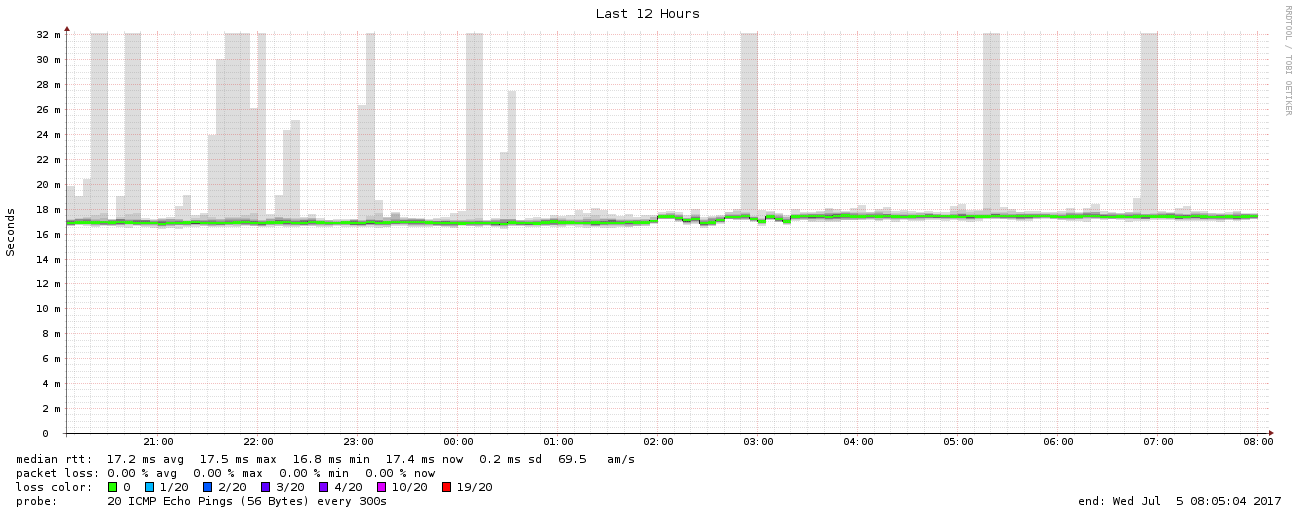 Last 12 Hours
RRDTOOL / TOBI OETIKER
Seconds
32 m
30 m
28 m
26 m
24 m
22 m
20 m
18 m
16 m
14 m
12 m
10 m
8 m
6 m
4 m
2 m
0
21:00 22:00 23:00 00:00 01:00 02:00 03:00 04:00 05:00 06:00 07:00 08:00
median rtt: 17.2 ms avg 17.5 ms max 16.8 ms min 17.4 ms now 0.2 ms sd 69.5 am/s
packet loss: 0.00 % avg 0.00 % max 0.00 % min 0.00 % now
loss color: 0 1/20 2/20 3/20 4/20 10/20 19/20
probe: 20 ICMP Echo Pings (56 Bytes) every 300s end: Wed Jul 5 08:05:04 2017